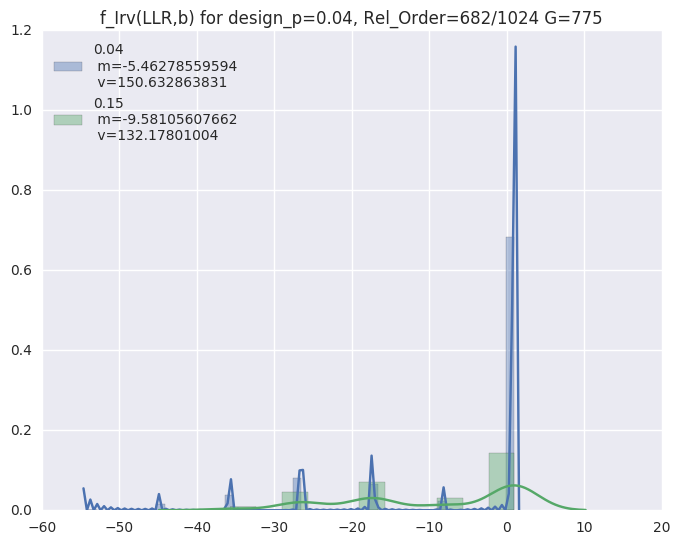 f_Irv(LLR,b) for design_p=0.04, Rel_Order=682/1024 G=775
1.2
1.0
0.8
0.6
0.4
0.2
0.0
0.04
m=-5.46278559594
v=150.632863831
0.15
m=-9.58105607662
v=132.17801004
−60 −50 −40 −30 −20 −10 0 10 20